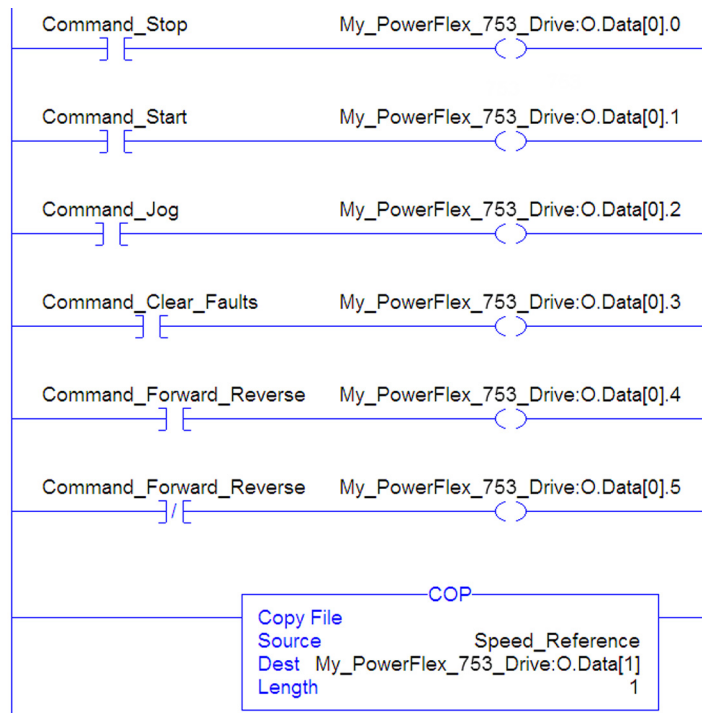 Command_Stop My_PowerFlex_753_Drive:O.Data[0].0
Command_Start My_PowerFlex_753_Drive:O.Data[0].1
Command_Jog My_PowerFlex_753_Drive:O.Data[0].2
Command_Clear_Faults My_PowerFlex_753_Drive:O.Data[0].3
Command_Forward_Reverse My_PowerFlex_753_Drive:O.Data[0].4
Command_Forward_Reverse My_PowerFlex_753_Drive:O.Data[0].5
COP
Copy File
Source Speed_Reference
Dest My_PowerFlex_753_Drive:O.Data[1]
Length 1